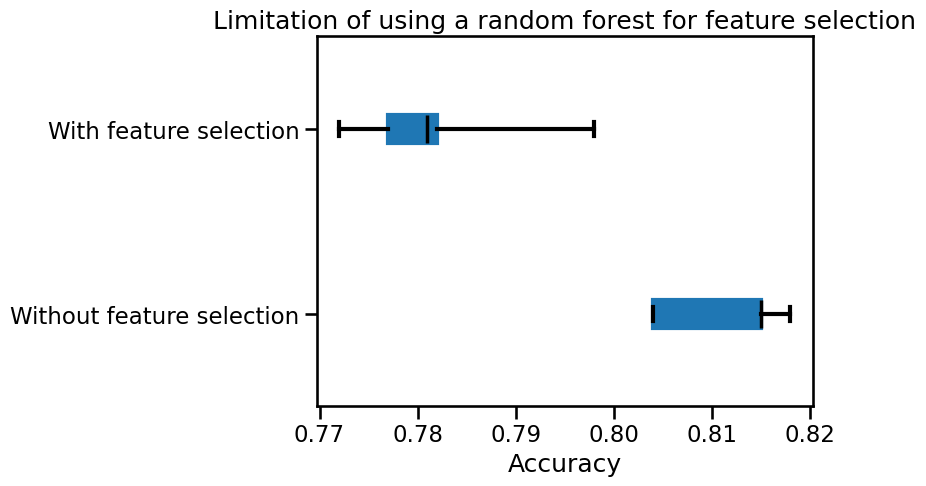 Limitation of using a random forest for feature selection
With feature selection
Without feature selection
0.77 0.78 0.79 0.80 0.81 0.82
Accuracy